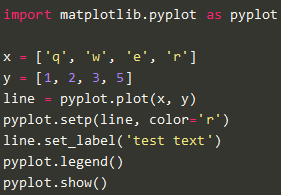 import matplotlib.pyplot as pyplot
x = ['q', 'w', 'e', 'r']
y = [1, 2, 3, 5]
line = pyplot.plot(x, y)
pyplot.setp(line, color='r')
line.set_label('test text')
pyplot.legend()
pyplot.show()